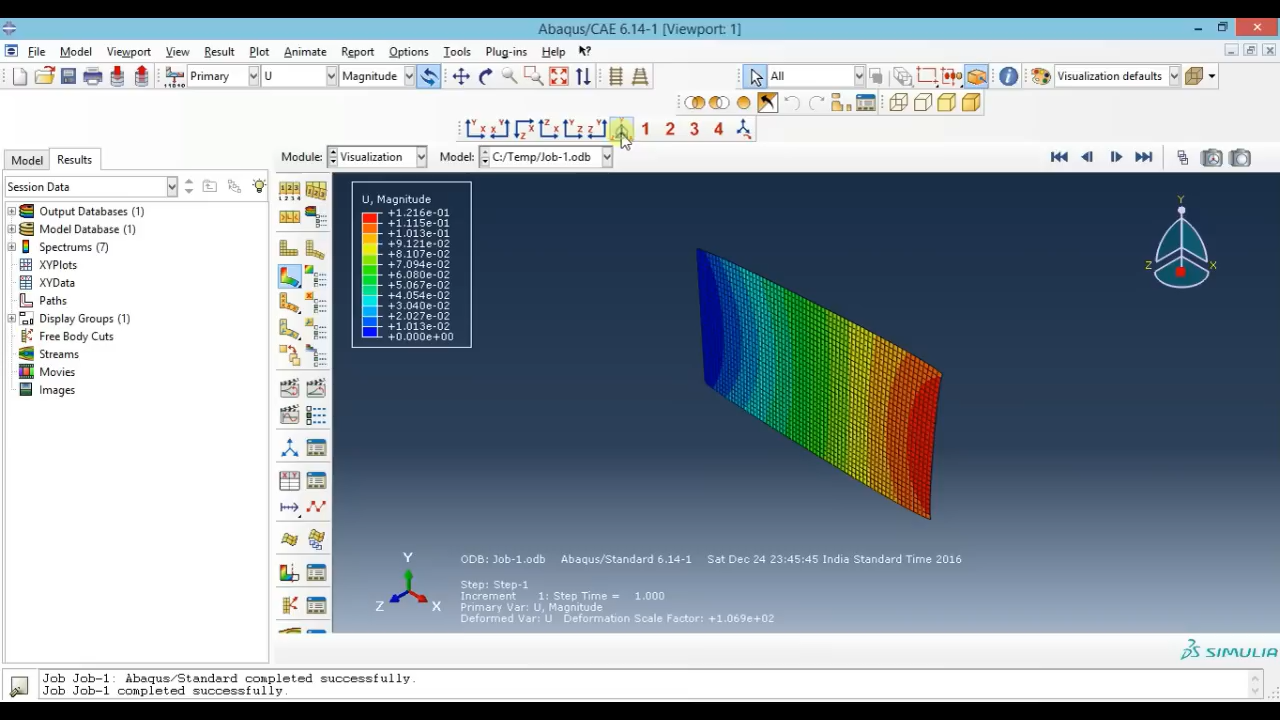 Abaqus/CAE 6.14-1 [Viewport: 1]
File Model Viewport View Result Plot Animate Report Options Tools Plug-ins Help
Primary U Magnitude All Visualization defaults
1 2 3 4
Model Results Module: Visualization Model: C:/Temp/Job-1.odb
Session Data
Output Databases (1)
Model Database (1)
Spectrums (7)
XYPlots
XYData
Paths
Display Groups (1)
Free Body Cuts
Streams
Movies
Images
U, Magnitude
+1.216e-01
+1.115e-01
+1.013e-01
+9.121e-02
+8.107e-02
+7.094e-02
+6.080e-02
+5.067e-02
+4.054e-02
+3.040e-02
+2.027e-02
+1.013e-02
+0.000e+00
Y
Z X
Y
Z X
ODB: Job-1.odb Abaqus/Standard 6.14-1 Sat Dec 24 23:45:45 India Standard Time 2016
Step: Step-1
Increment 1: Step Time = 1.000
Primary Var: U, Magnitude
Deformed Var: U Deformation Scale Factor: +1.069e+02
SIMULIA
Job Job-1: Abaqus/Standard completed successfully.
Job Job-1 completed successfully.